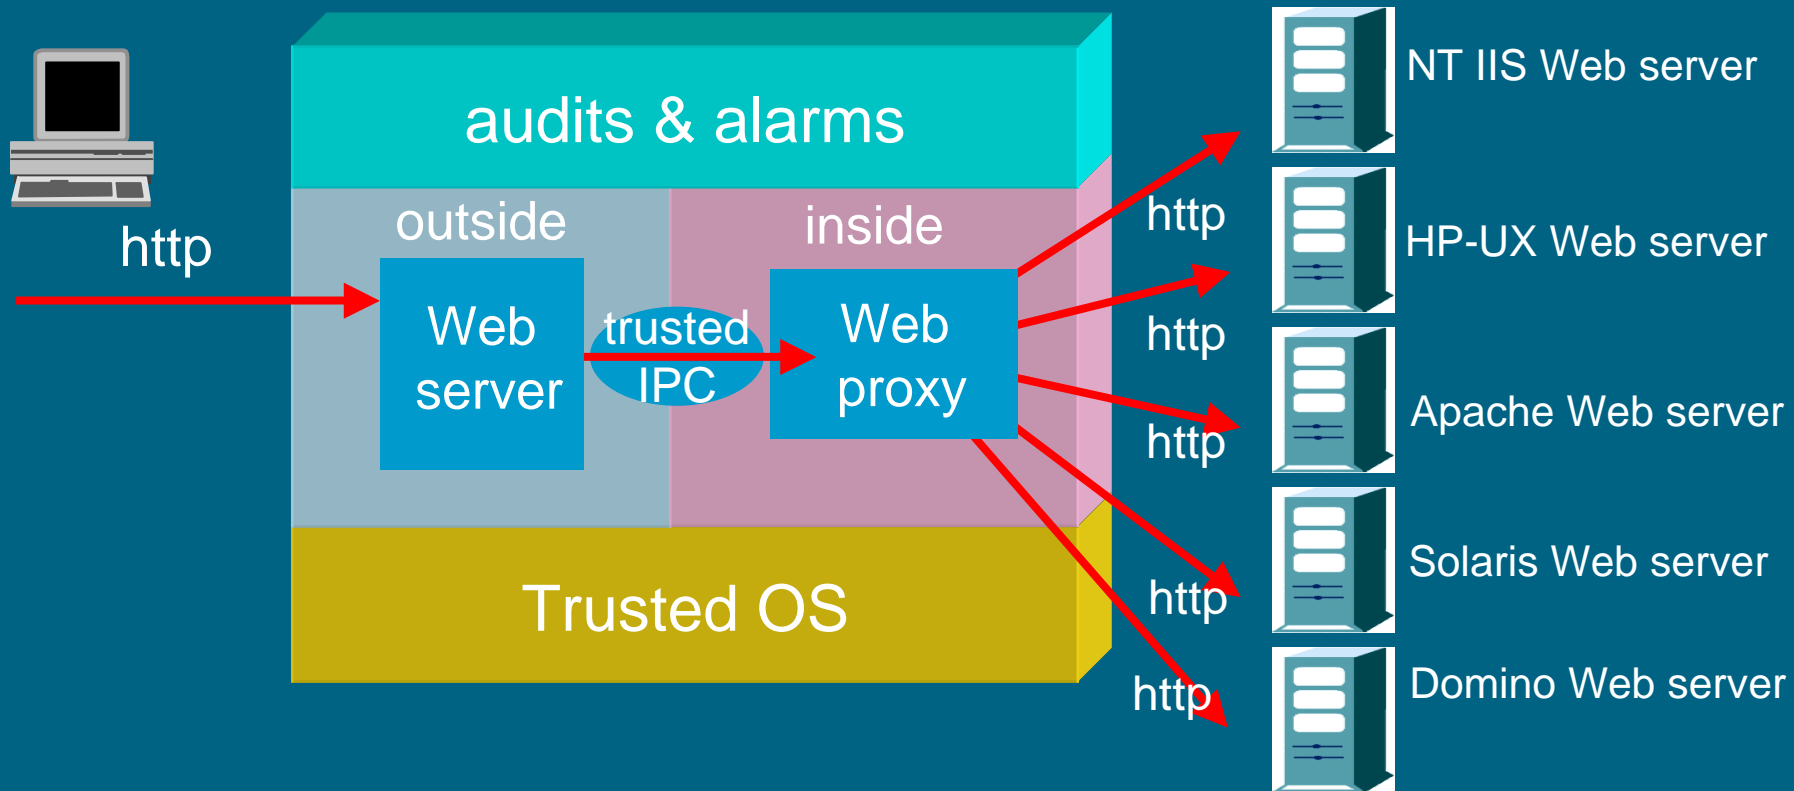 audits & alarms
outside
inside
http
Web
server
trusted
IPC
Web
proxy
Trusted OS
http
http
http
http
http
NT IIS Web server
HP-UX Web server
Apache Web server
Solaris Web server
Domino Web server